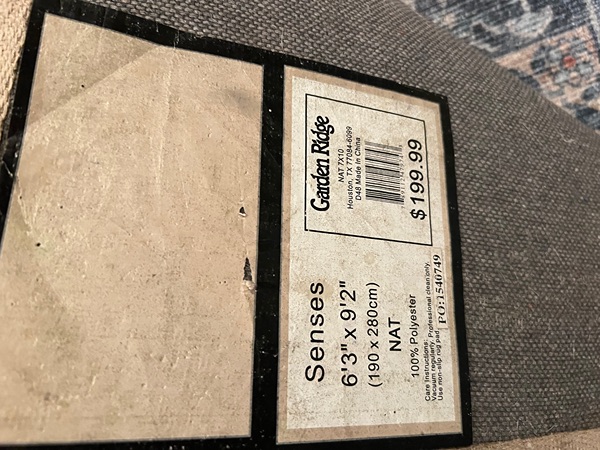 Garden Ridge
NAT 7X10
Houston, TX 77084-6099
D48 Made In China
$199.99
Senses
6'3" x 9'2"
(190 x 280cm)
NAT
100% Polyester
Care Instructions:
Vacuum regularly. Professional clean only.
Use non-slip rug pad.
PO:1540749